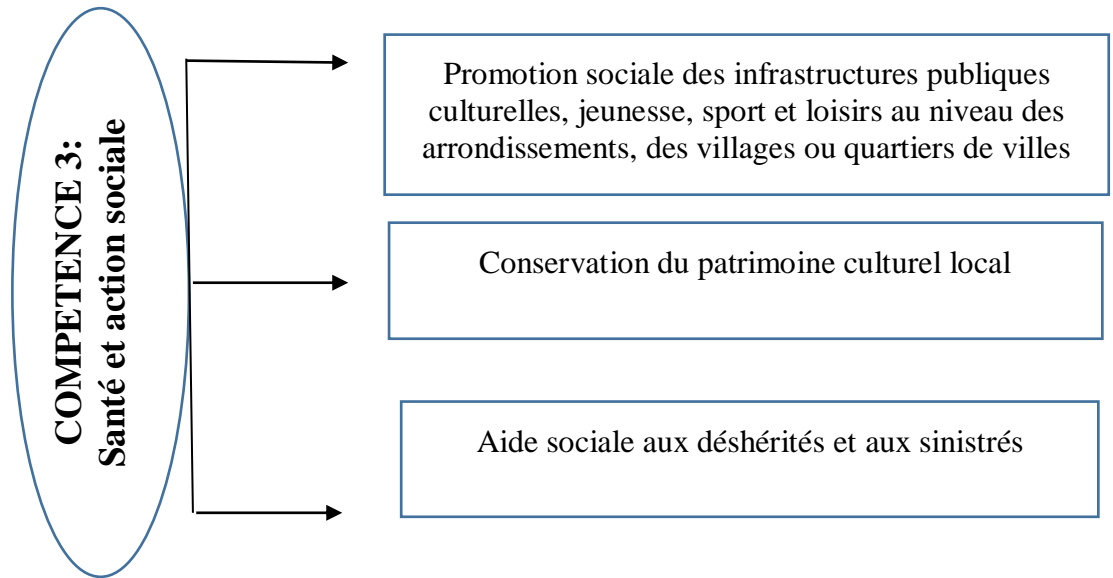 COMPETENCE 3:
Santé et action sociale
Promotion sociale des infrastructures publiques
culturelles, jeunesse, sport et loisirs au niveau des
arrondissements, des villages ou quartiers de villes
Conservation du patrimoine culturel local
Aide sociale aux déshérités et aux sinistrés